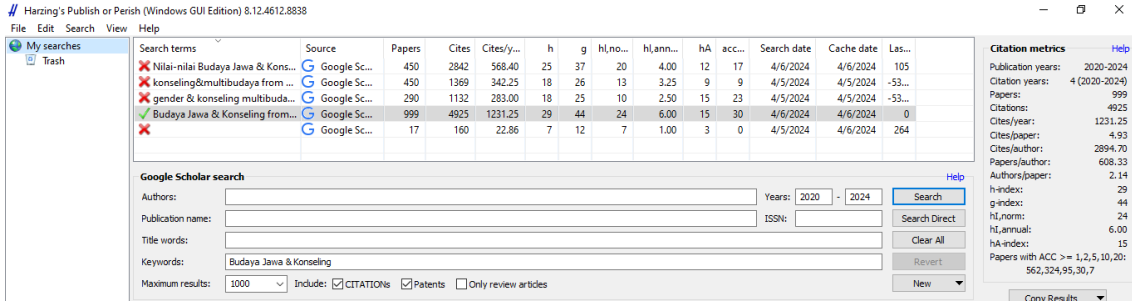 Harzing's Publish or Perish (Windows GUI Edition) 8.12.4612.8838
File Edit Search View Help
My searches
Trash
Search terms Source Papers Cites Cites/y... h g hI,no... hI,ann... hA acc... Search date Cache date Las...
Nilai-nilai Budaya Jawa & Kons... Google Sc... 450 2842 568.40 25 37 20 4.00 12 17 4/6/2024 4/6/2024 105
konseling&multibudaya from ... Google Sc... 450 1369 342.25 18 26 13 3.25 9 9 4/5/2024 4/5/2024 -53...
gender & konseling multibuda... Google Sc... 290 1132 283.00 18 25 10 2.50 15 23 4/5/2024 4/5/2024 -53...
Budaya Jawa & Konseling from... Google Sc... 999 4925 1231.25 29 44 24 6.00 15 30 4/6/2024 4/6/2024 0
Google Sc... 17 160 22.86 7 12 7 1.00 3 0 4/5/2024 4/6/2024 264
Google Scholar search Help
Authors: Years: 2020 - 2024 Search
Publication name: ISSN: Search Direct
Title words: Clear All
Keywords: Budaya Jawa & Konseling Revert
Maximum results: 1000 Include: CITATIONs Patents Only review articles New
Citation metrics Help
Publication years: 2020-2024
Citation years: 4 (2020-2024)
Papers: 999
Citations: 4925
Cites/year: 1231.25
Cites/paper: 4.93
Cites/author: 2894.70
Papers/author: 608.33
Authors/paper: 2.14
h-index: 29
g-index: 44
hI,norm: 24
hI,annual: 6.00
hA-index: 15
Papers with ACC >= 1,2,5,10,20:
562,324,95,30,7
Copy Results